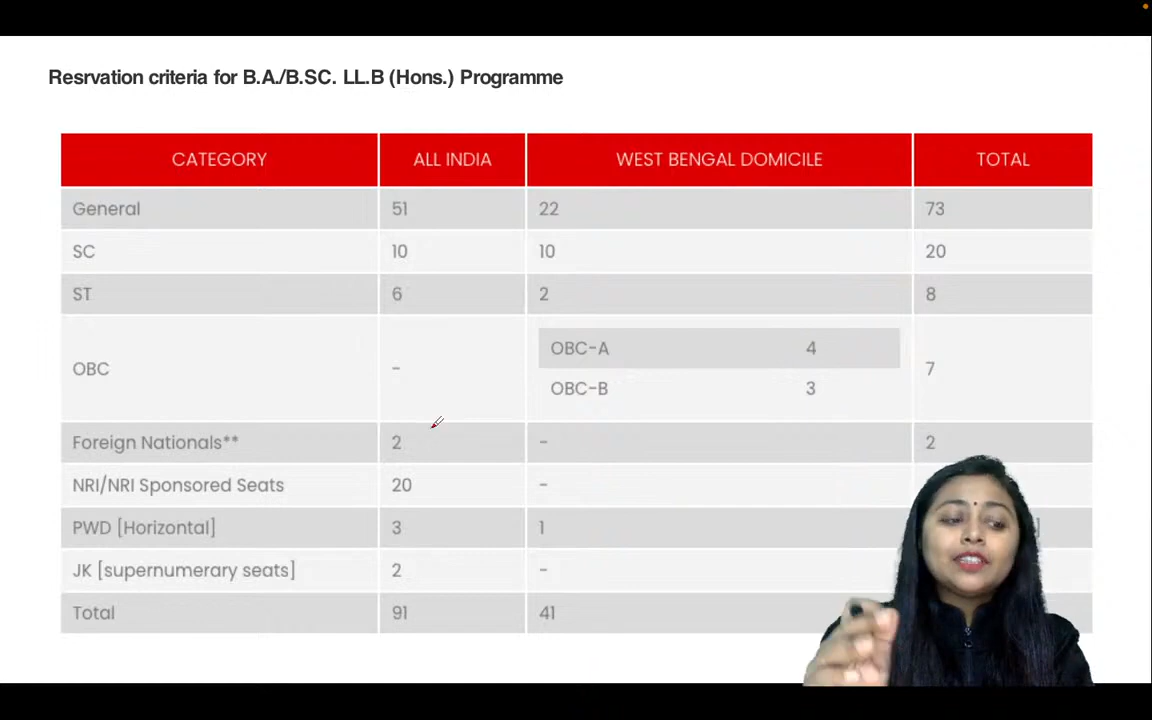 Resrvation criteria for B.A./B.SC. LL.B (Hons.) Programme
CATEGORY ALL INDIA WEST BENGAL DOMICILE TOTAL
General 51 22 73
SC 10 10 20
ST 6 2 8
OBC - OBC-A 4 7
OBC-B 3
Foreign Nationals** 2 - 2
NRI/NRI Sponsored Seats 20 -
PWD [Horizontal] 3 1 ]
JK [supernumerary seats] 2 -
Total 91 41